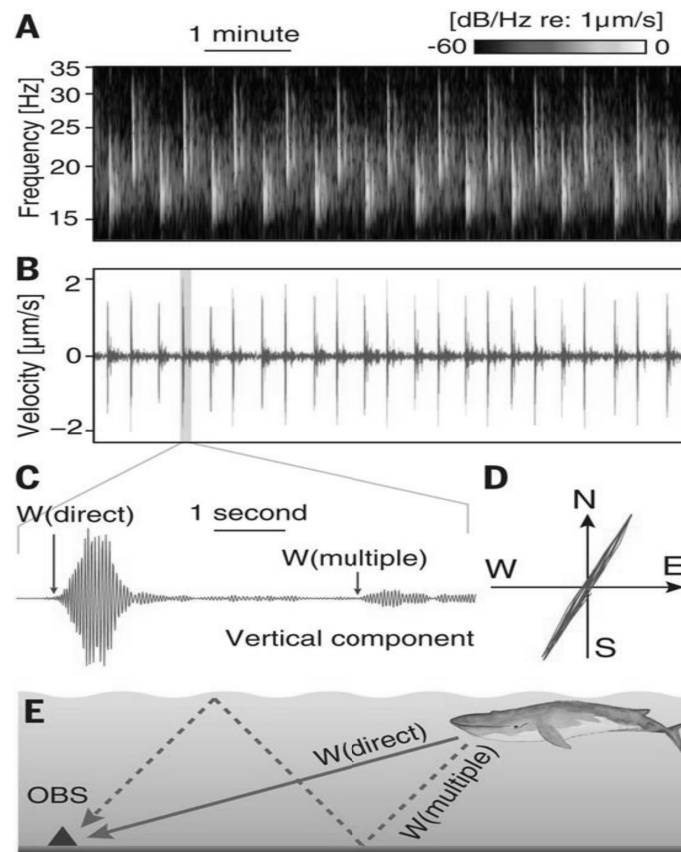 A
1 minute
[dB/Hz re: 1µm/s]
-60
0
Frequency [Hz]
35
30
25
20
15
B
Velocity [µm/s]
2
0
−2
C
W(direct)
1 second
W(multiple)
Vertical component
D
N
W
E
S
E
W(direct)
W(multiple)
OBS